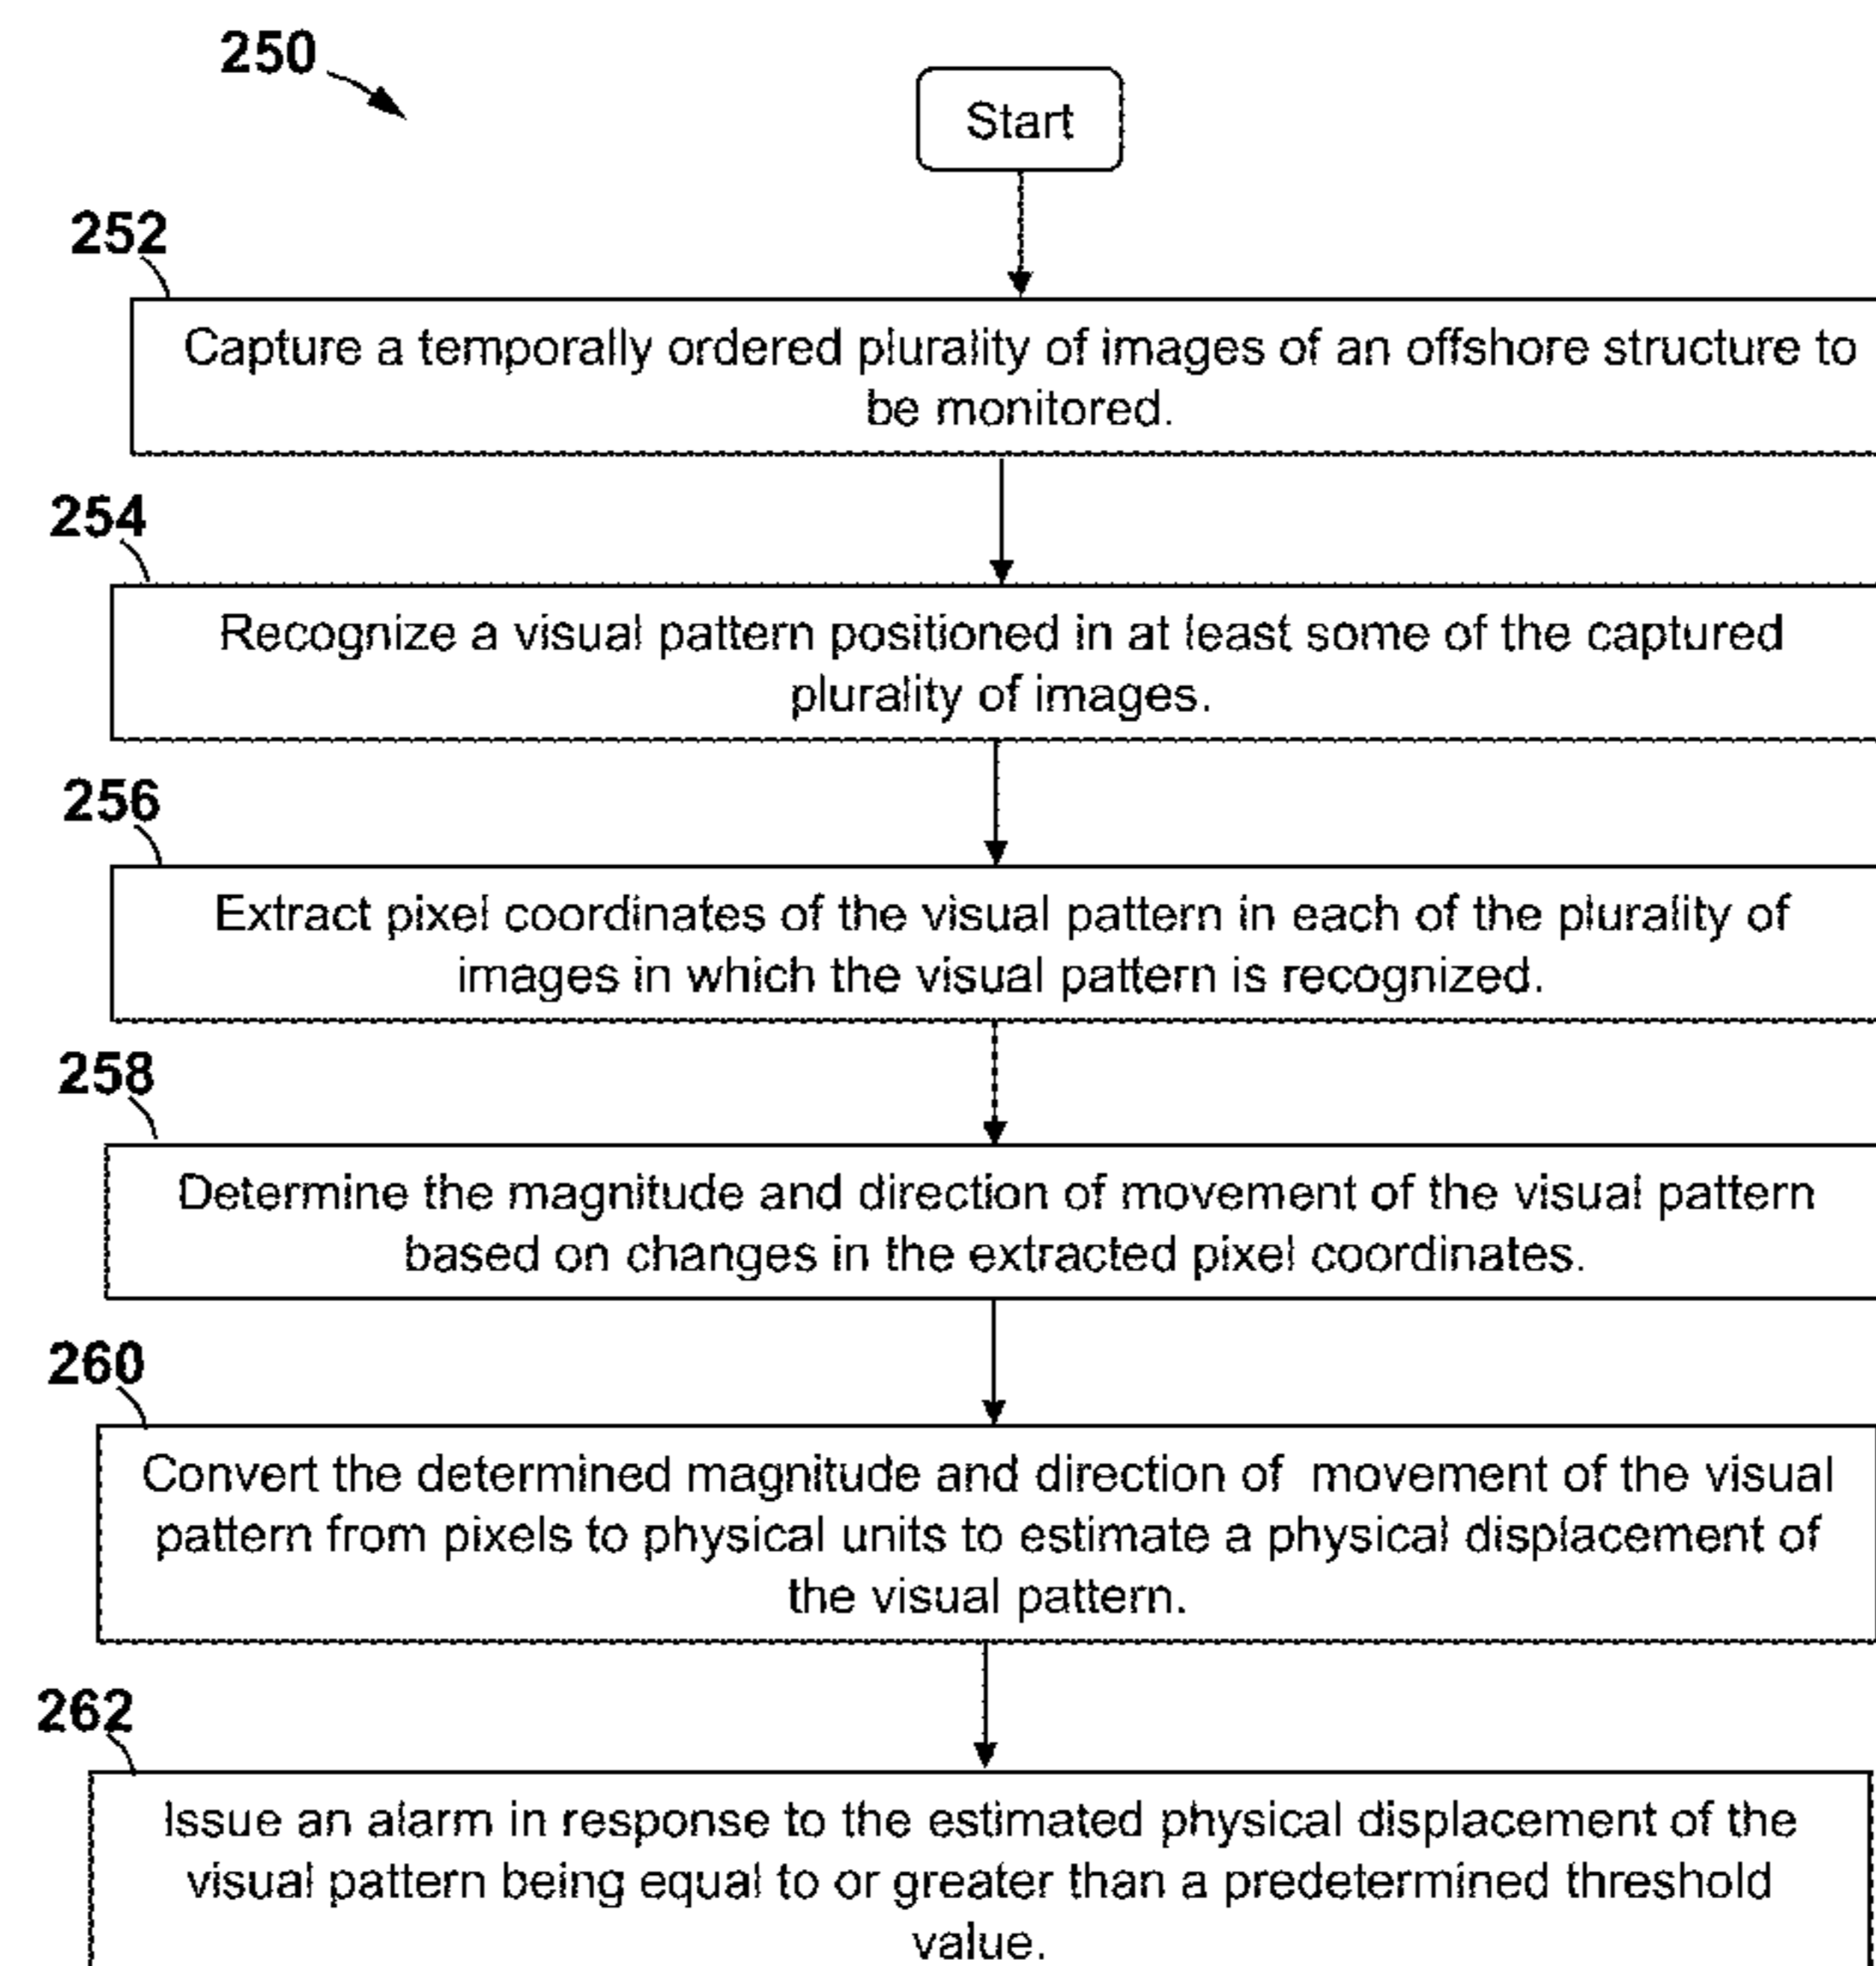 250
Start
252
Capture a temporally ordered plurality of images of an offshore structure to
be monitored.
254
Recognize a visual pattern positioned in at least some of the captured
plurality of images.
256
Extract pixel coordinates of the visual pattern in each of the plurality of
images in which the visual pattern is recognized.
258
Determine the magnitude and direction of movement of the visual pattern
based on changes in the extracted pixel coordinates.
260
Convert the determined magnitude and direction of movement of the visual
pattern from pixels to physical units to estimate a physical displacement of
the visual pattern.
262
Issue an alarm in response to the estimated physical displacement of the
visual pattern being equal to or greater than a predetermined threshold
value.